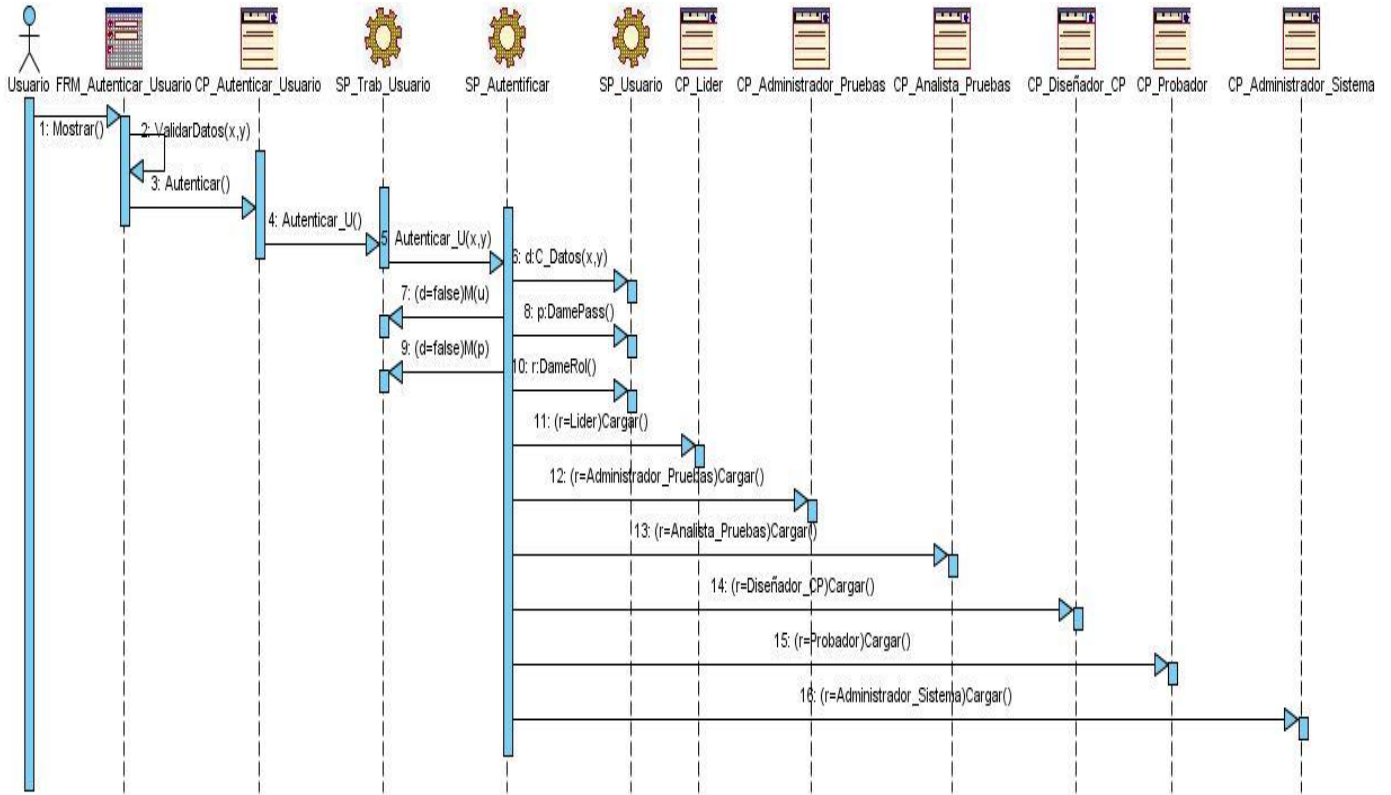 Usuario FRM_Autenticar_Usuario CP_Autenticar_Usuario SP_Trab_Usuario SP_Autentificar SP_Usuario CP_Lider CP_Administrador_Pruebas CP_Analista_Pruebas CP_Diseñador_CP CP_Probador CP_Administrador_Sistema
1: Mostrar()
2: ValidarDatos(x,y)
3: Autenticar()
4: Autenticar_U()
5: Autenticar_U(x,y)
6: d:C_Datos(x,y)
7: (d=false)M(u)
8: p:DamePass()
9: (d=false)M(p)
10: r:DameRol()
11: (r=Lider)Cargar()
12: (r=Administrador_Pruebas)Cargar()
13: (r=Analista_Pruebas)Cargar()
14: (r=Diseñador_CP)Cargar()
15: (r=Probador)Cargar()
16: (r=Administrador_Sistema)Cargar()